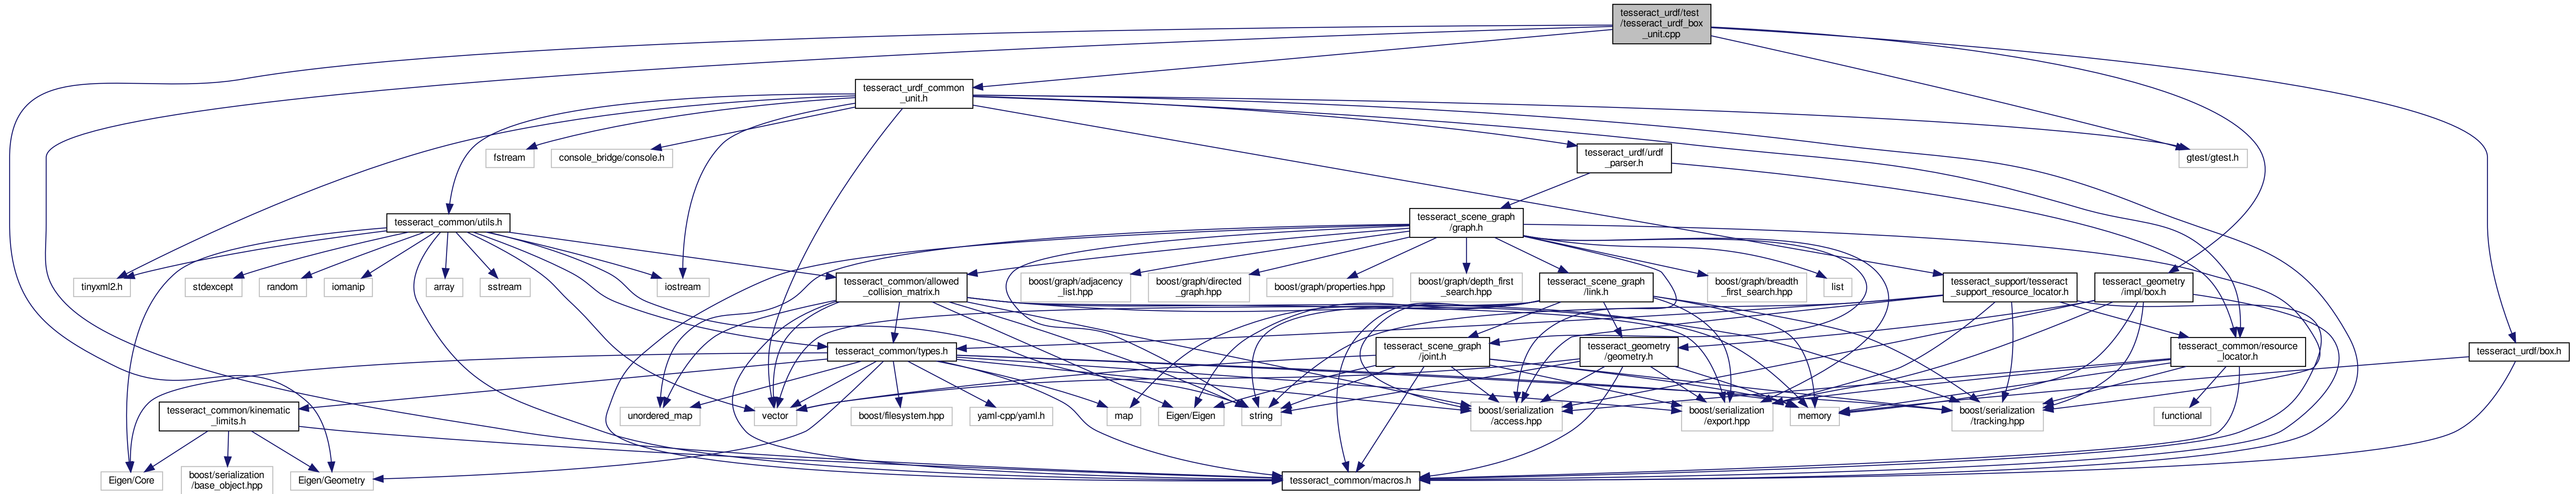 tesseract_urdf/test
/tesseract_urdf_box
_unit.cpp
tesseract_urdf_common
_unit.h
fstream
console_bridge/console.h
tesseract_urdf/urdf
_parser.h
gtest/gtest.h
tesseract_common/utils.h
tesseract_scene_graph
/graph.h
tinyxml2.h
stdexcept
random
iomanip
array
sstream
iostream
tesseract_common/allowed
_collision_matrix.h
boost/graph/adjacency
_list.hpp
boost/graph/directed
_graph.hpp
boost/graph/properties.hpp
boost/graph/depth_first
_search.hpp
tesseract_scene_graph
/link.h
boost/graph/breadth
_first_search.hpp
list
tesseract_support/tesseract
_support_resource_locator.h
tesseract_geometry
/impl/box.h
tesseract_common/types.h
tesseract_scene_graph
/joint.h
tesseract_geometry
/geometry.h
tesseract_common/resource
_locator.h
tesseract_urdf/box.h
tesseract_common/kinematic
_limits.h
unordered_map
vector
boost/filesystem.hpp
yaml-cpp/yaml.h
map
Eigen/Eigen
string
boost/serialization
/access.hpp
boost/serialization
/export.hpp
memory
boost/serialization
/tracking.hpp
functional
Eigen/Core
boost/serialization
/base_object.hpp
Eigen/Geometry
tesseract_common/macros.h